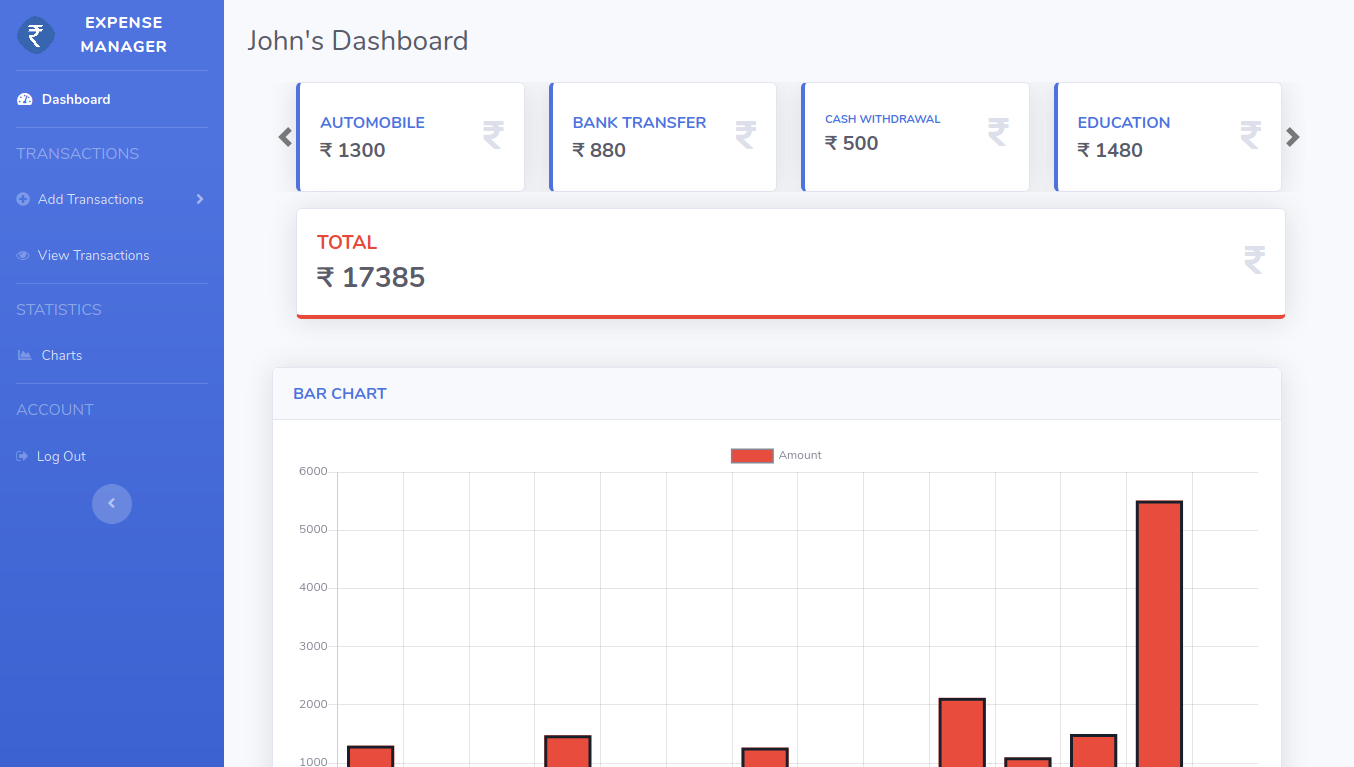 EXPENSE
MANAGER
Dashboard
TRANSACTIONS
Add Transactions
View Transactions
STATISTICS
Charts
ACCOUNT
Log Out
John's Dashboard
AUTOMOBILE
₹ 1300
BANK TRANSFER
₹ 880
CASH WITHDRAWAL
₹ 500
EDUCATION
₹ 1480
TOTAL
₹ 17385
BAR CHART
Amount
6000
5000
4000
3000
2000
1000